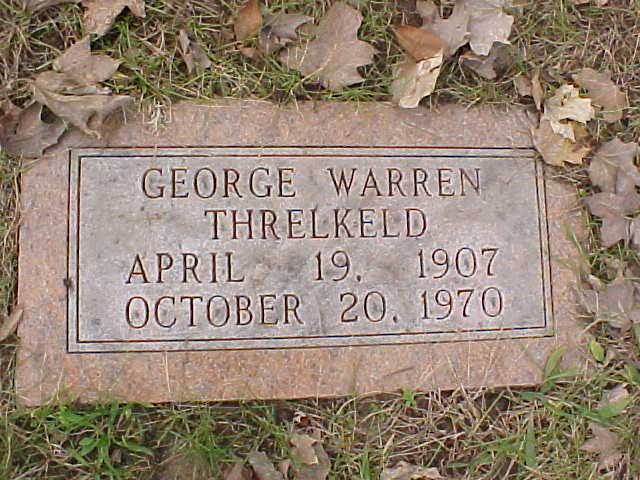 GEORGE WARREN
THRELKELD
APRIL 19, 1907
OCTOBER 20, 1970